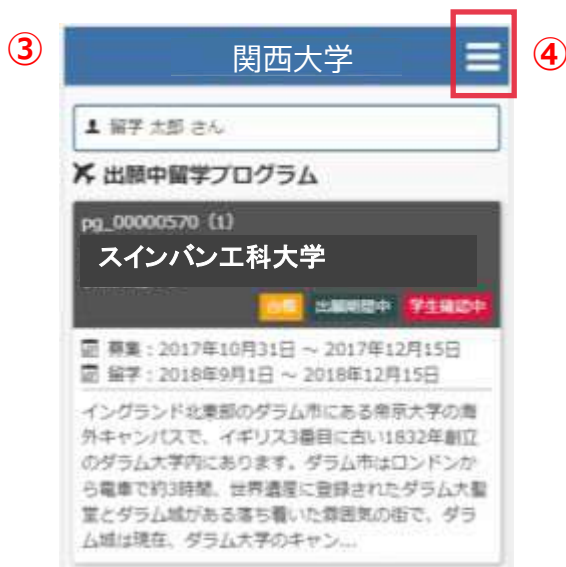 ③
関西大学
④
留学 太郎 さん
出願中留学プログラム
pg_00000570 (1)
スインバン工科大学
合格 出願期間中 学生確認中
募集：2017年10月31日 ～ 2017年12月15日
留学：2018年9月1日 ～ 2018年12月15日
イングランド北東部のダラム市にある帝京大学の海
外キャンパスで、イギリス3番目に古い1832年創立
のダラム大学内にあります。ダラム市はロンドンか
ら電車で約3時間、世界遺産に登録されたダラム大聖
堂とダラム城がある落ち着いた雰囲気の街で、ダラ
ム城は現在、ダラム大学のキャン...